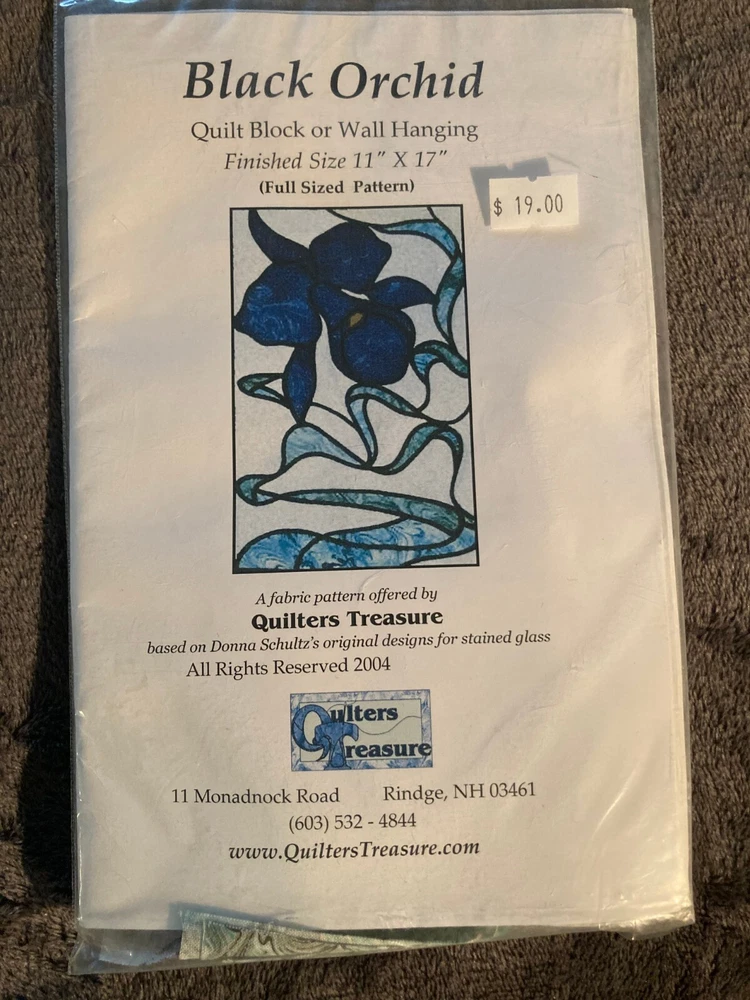 Black Orchid
Quilt Block or Wall Hanging
Finished Size 11" X 17"
(Full Sized Pattern)
$ 19.00
A fabric pattern offered by
Quilters Treasure
based on Donna Schultz's original designs for stained glass
All Rights Reserved 2004
Quilters
Treasure
11 Monadnock Road Rindge, NH 03461
(603) 532 - 4844
www.QuiltersTreasure.com